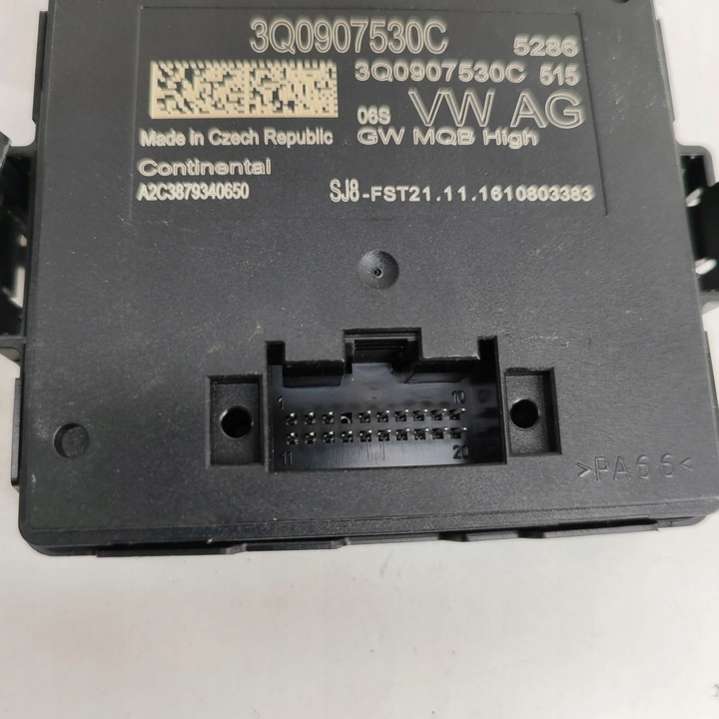 3Q0907530C 5286
3Q0907530C 515
06S VW AG
Made in Czech Republic GW MQB High
Continental
A2C3879340650 SJ8-FST21.11.1610803383
1 10
11 20
>PA66<